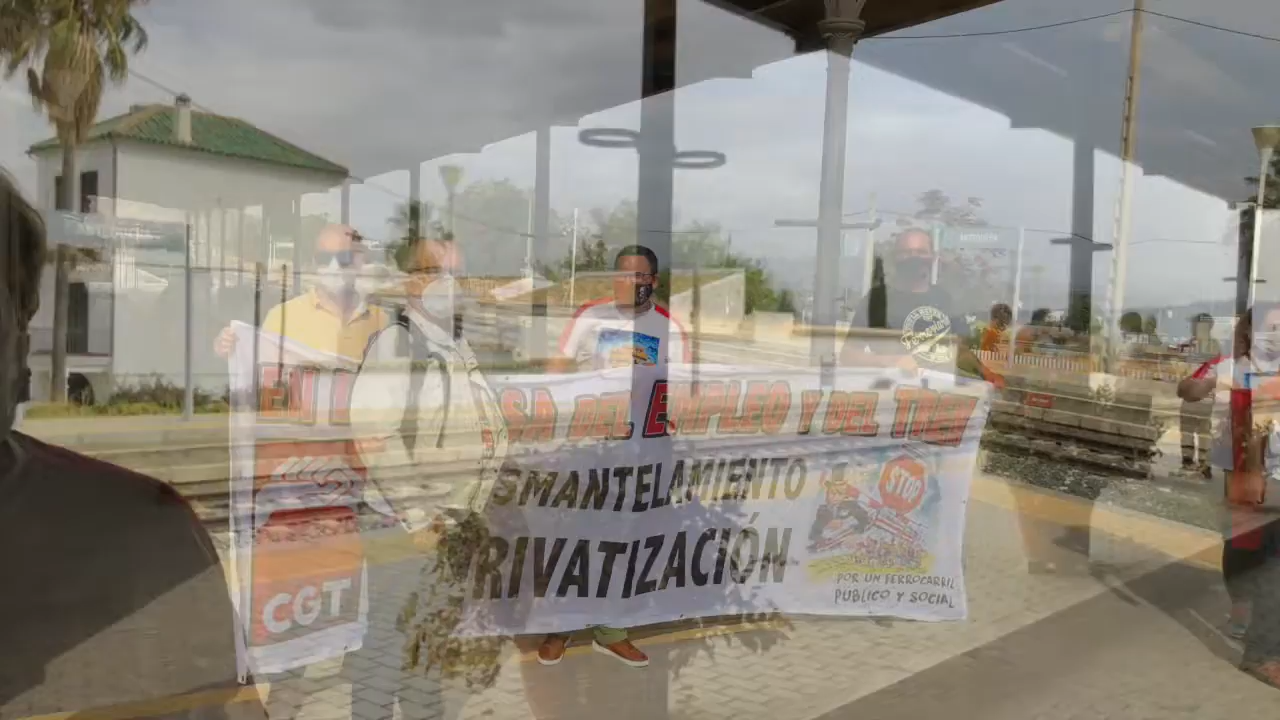 EN
SA DEL EMPLEO Y DEL TREN
SMANTELAMIENTO
RIVATIZACIÓN
STOP
CGT
POR UN FERROCARRIL
PÚBLICO Y SOCIAL